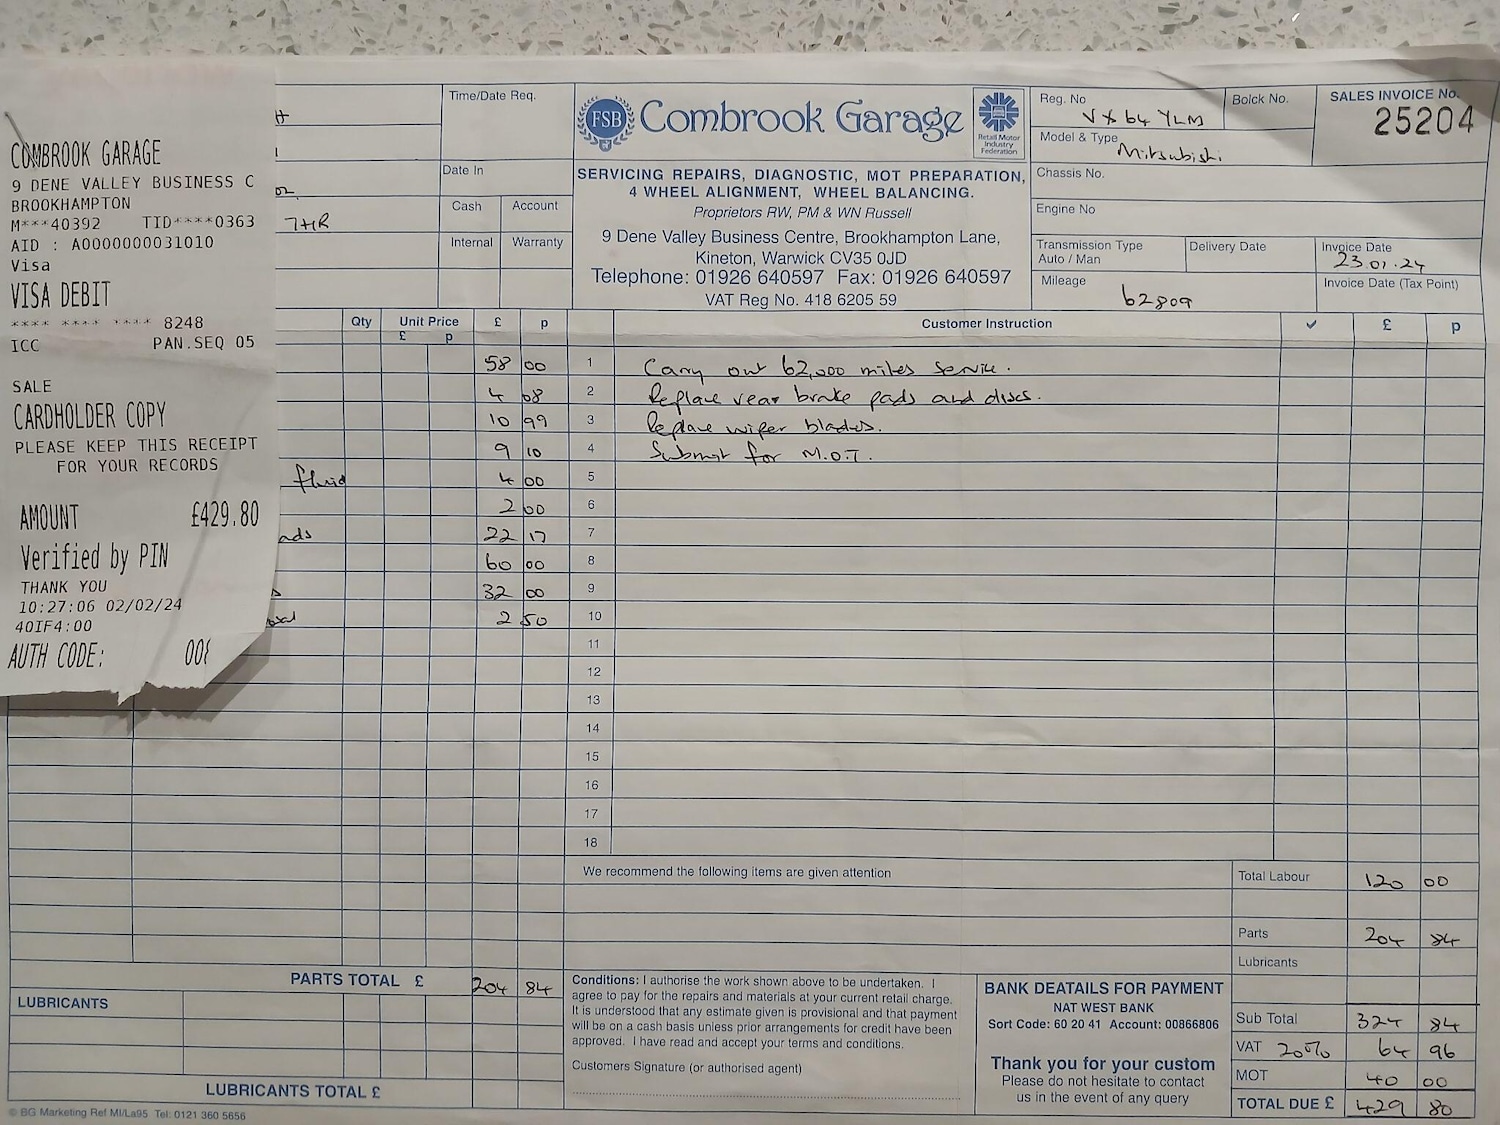 COMBROOK GARAGE
9 DENE VALLEY BUSINESS C
BROOKHAMPTON
M***40392 TID****0363
AID : A0000000031010
Visa
VISA DEBIT
**** **** **** 8248
ICC PAN.SEQ 05
SALE
CARDHOLDER COPY
PLEASE KEEP THIS RECEIPT
FOR YOUR RECORDS
AMOUNT £429.80
Verified by PIN
THANK YOU
10:27:06 02/02/24
40IF4:00
AUTH CODE: 008
7HR
Time/Date Req.
Date In
Cash Account
Internal Warranty
FSB Combrook Garage
Retail Motor
Industry
Federation
SERVICING REPAIRS, DIAGNOSTIC, MOT PREPARATION,
4 WHEEL ALIGNMENT, WHEEL BALANCING.
Proprietors RW, PM & WN Russell
9 Dene Valley Business Centre, Brookhampton Lane,
Kineton, Warwick CV35 0JD
Telephone: 01926 640597 Fax: 01926 640597
VAT Reg No. 418 6205 59
Reg. No VX64 YLM
Bolck No.
SALES INVOICE No.
25204
Model & Type Mitsubishi
Chassis No.
Engine No
Transmission Type
Auto / Man
Delivery Date
Invoice Date
23.01.24
Mileage
62809
Invoice Date (Tax Point)
Qty Unit Price £ p
£ p
Customer Instruction ✓ £ p
58 00 1 Carry out 62,000 miles service.
4 08 2 Replace rear brake pads and discs.
10 99 3 Replace wiper blades.
9 10 4 Submit for M.O.T.
fluid 4 00 5
2 00 6
ads 22 17 7
60 00 8
32 00 9
2 50 10
11
12
13
14
15
16
17
18
We recommend the following items are given attention
Total Labour 120 00
Parts 204 84
Lubricants
PARTS TOTAL £ 204 84
LUBRICANTS
LUBRICANTS TOTAL £
Conditions: I authorise the work shown above to be undertaken. I
agree to pay for the repairs and materials at your current retail charge.
It is understood that any estimate given is provisional and that payment
will be on a cash basis unless prior arrangements for credit have been
approved. I have read and accept your terms and conditions.
Customers Signature (or authorised agent)
BANK DEATAILS FOR PAYMENT
NAT WEST BANK
Sort Code: 60 20 41 Account: 00866806
Thank you for your custom
Please do not hesitate to contact
us in the event of any query
Sub Total 324 84
VAT 20% 64 96
MOT 40 00
TOTAL DUE £ 429 80
© BG Marketing Ref MI/La95 Tel: 0121 360 5656